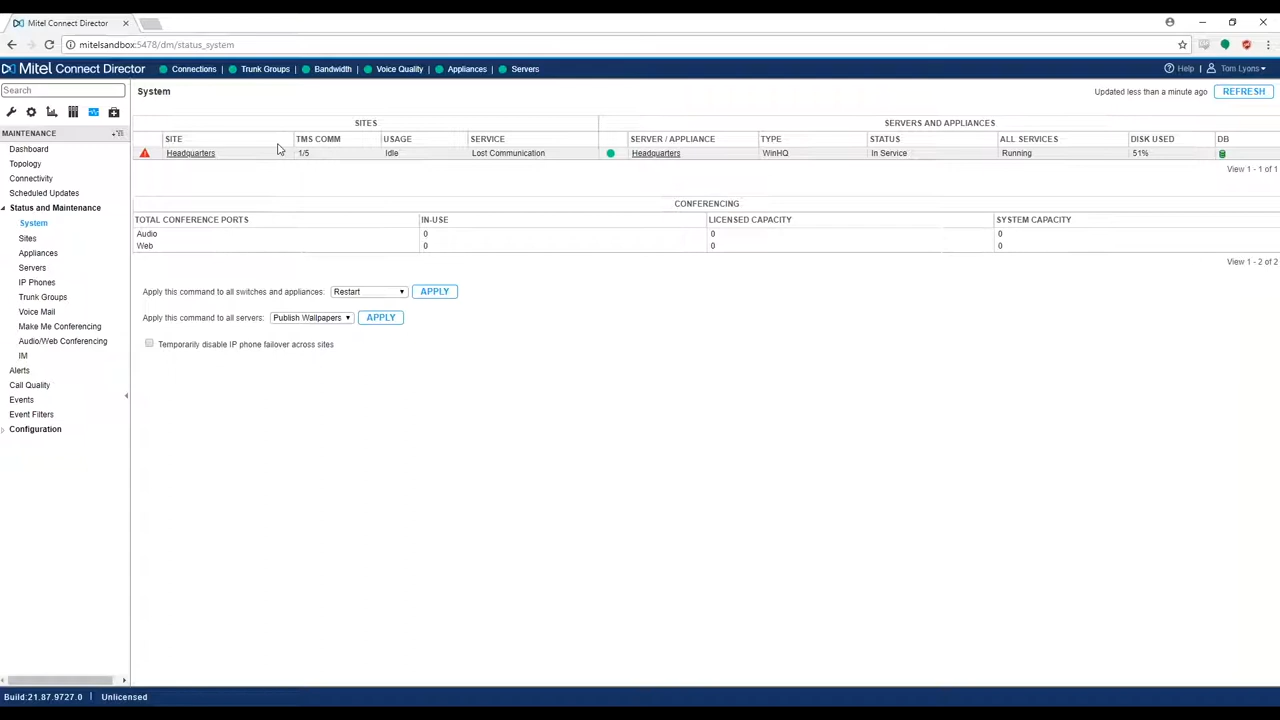 Mitel Connect Director
mitelsandbox:5478/dm/status_system
Mitel Connect Director Connections Trunk Groups Bandwidth Voice Quality Appliances Servers Help Tom Lyons
Search
System
Updated less than a minute ago REFRESH
MAINTENANCE
Dashboard
Topology
Connectivity
Scheduled Updates
Status and Maintenance
System
Sites
Appliances
Servers
IP Phones
Trunk Groups
Voice Mail
Make Me Conferencing
Audio/Web Conferencing
IM
Alerts
Call Quality
Events
Event Filters
Configuration
SITES SERVERS AND APPLIANCES
SITE TMS COMM USAGE SERVICE SERVER / APPLIANCE TYPE STATUS ALL SERVICES DISK USED DB
Headquarters 1/5 Idle Lost Communication Headquarters WinHQ In Service Running 51%
View 1 - 1 of 1
CONFERENCING
TOTAL CONFERENCE PORTS IN-USE LICENSED CAPACITY SYSTEM CAPACITY
Audio 0 0 0
Web 0 0 0
View 1 - 2 of 2
Apply this command to all switches and appliances: Restart APPLY
Apply this command to all servers: Publish Wallpapers APPLY
Temporarily disable IP phone failover across sites
Build:21.87.9727.0 | Unlicensed